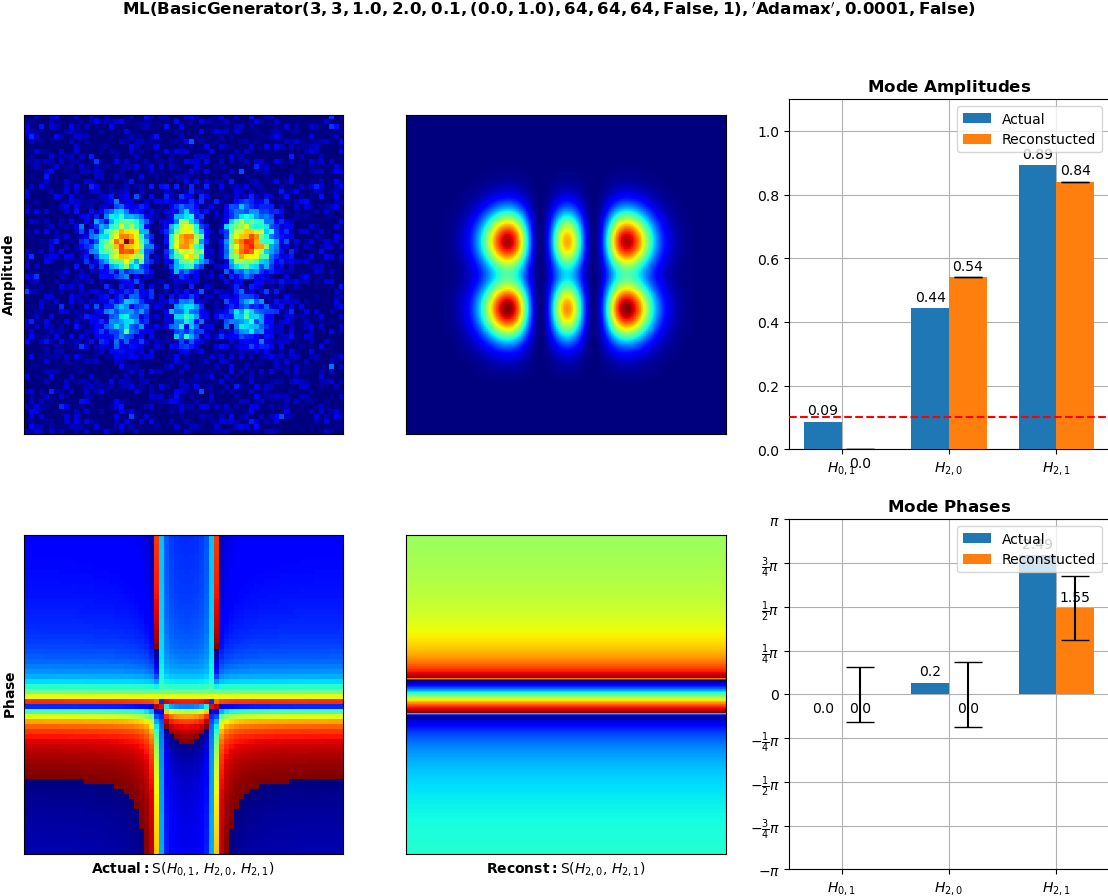 ML(BasicGenerator(3, 3, 1.0, 2.0, 0.1, (0.0, 1.0), 64, 64, 64, False, 1), ′Adamax′, 0.0001, False)
Amplitude
Mode Amplitudes
Actual
Reconstucted
1.0
0.8
0.6
0.4
0.2
0.0
0.09
0.0
0.44
0.54
0.89
0.84
H0,1
H2,0
H2,1
Phase
Actual: S(H0,1, H2,0, H2,1)
Reconst: S(H2,0, H2,1)
Mode Phases
Actual
Reconstucted
π
3/4π
1/2π
1/4π
0
−1/4π
−1/2π
−3/4π
−π
0.0
0.0
0.2
0.0
2.49
1.55
H0,1
H2,0
H2,1